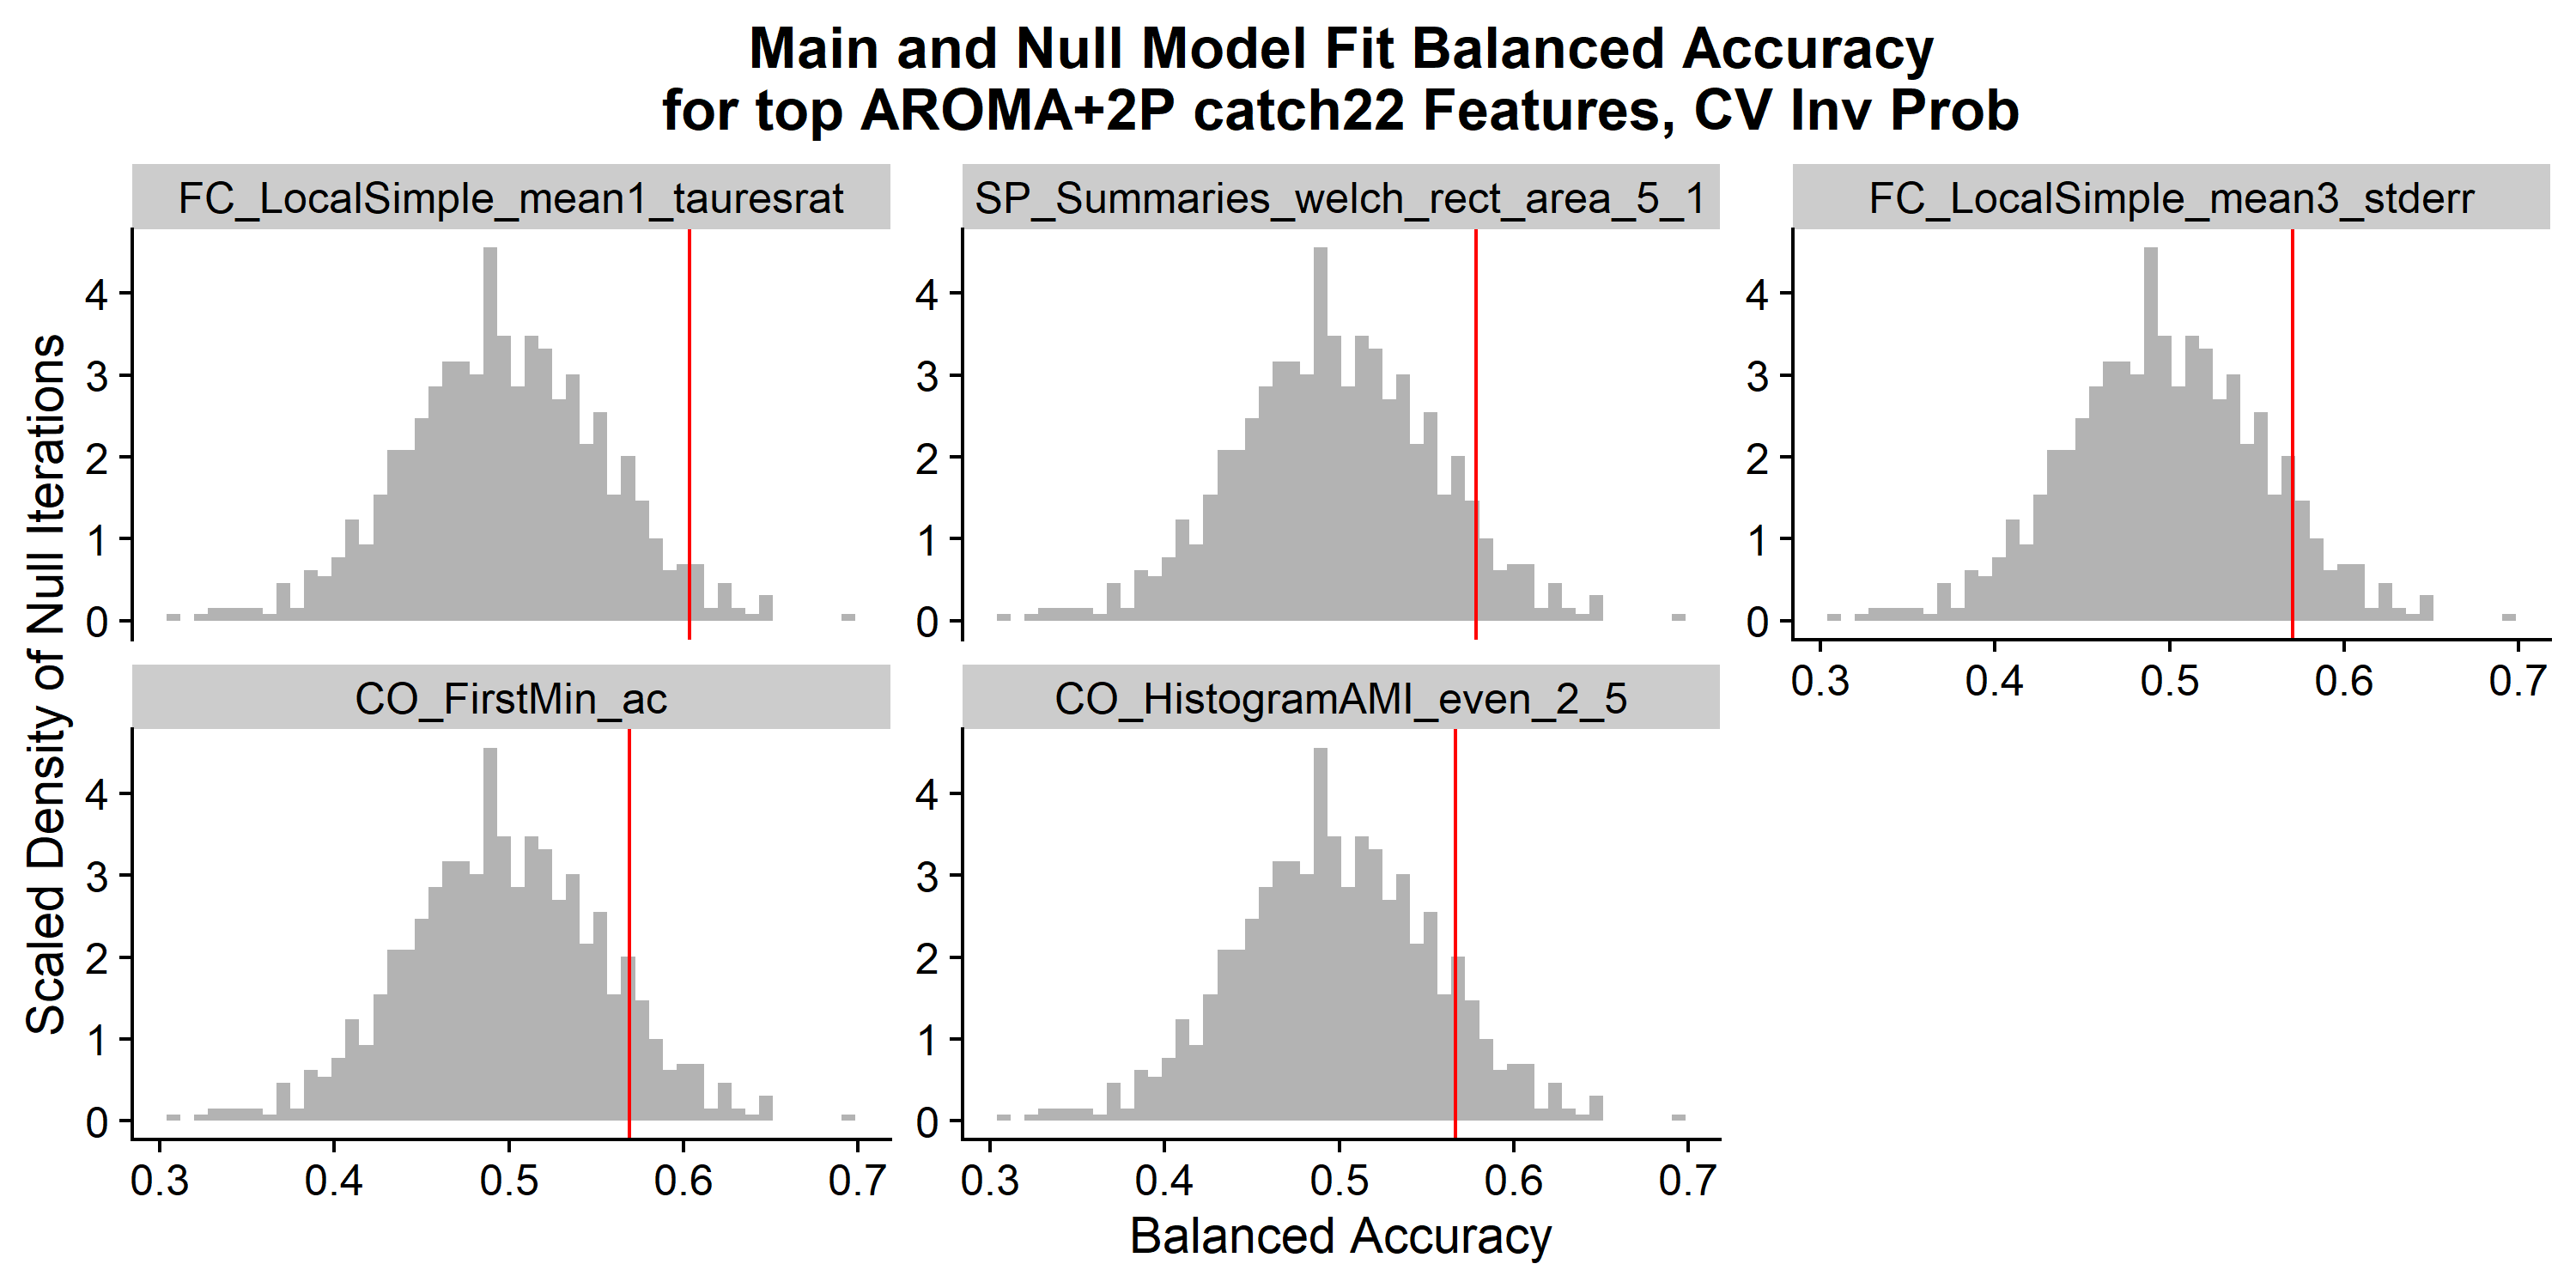 Main and Null Model Fit Balanced Accuracy
for top AROMA+2P catch22 Features, CV Inv Prob
Scaled Density of Null Iterations
FC_LocalSimple_mean1_tauresrat
4
3
2
1
0
SP_Summaries_welch_rect_area_5_1
4
3
2
1
0
FC_LocalSimple_mean3_stderr
4
3
2
1
0
0.3 0.4 0.5 0.6 0.7
CO_FirstMin_ac
4
3
2
1
0
0.3 0.4 0.5 0.6 0.7
CO_HistogramAMI_even_2_5
4
3
2
1
0
0.3 0.4 0.5 0.6 0.7
Balanced Accuracy